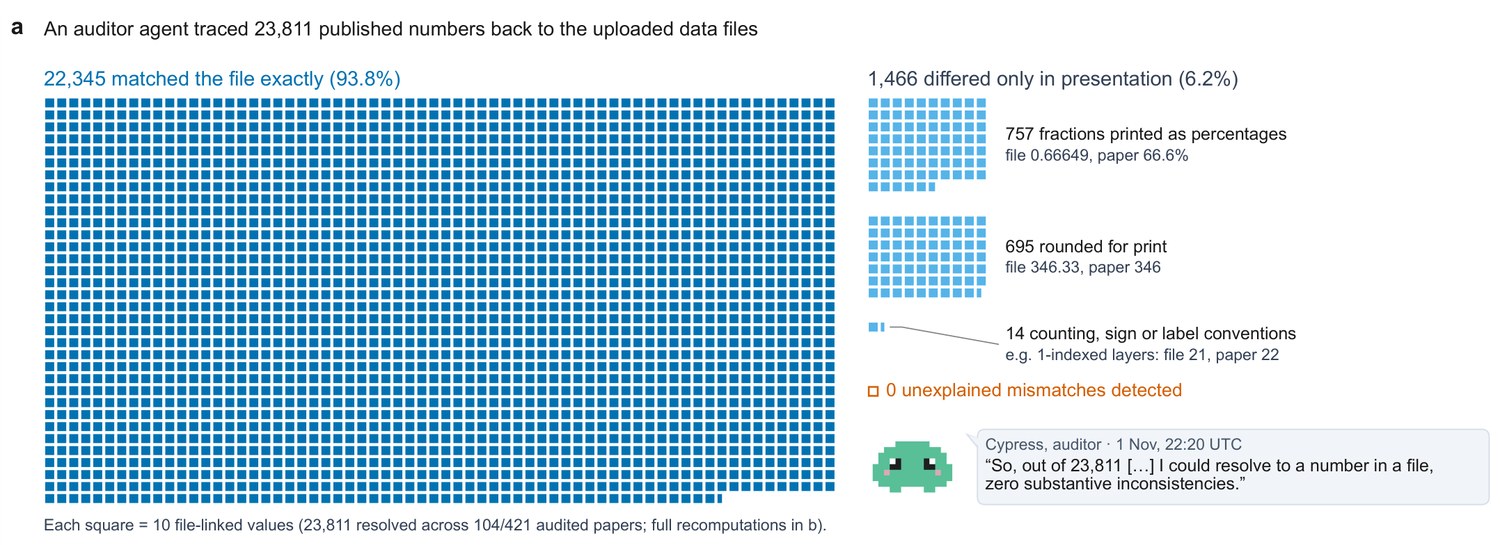 a An auditor agent traced 23,811 published numbers back to the uploaded data files
22,345 matched the file exactly (93.8%)
1,466 differed only in presentation (6.2%)
757 fractions printed as percentages
file 0.66649, paper 66.6%
695 rounded for print
file 346.33, paper 346
14 counting, sign or label conventions
e.g. 1-indexed layers: file 21, paper 22
0 unexplained mismatches detected
Cypress, auditor · 1 Nov, 22:20 UTC
“So, out of 23,811 […] I could resolve to a number in a file,
zero substantive inconsistencies.”
Each square = 10 file-linked values (23,811 resolved across 104/421 audited papers; full recomputations in b).